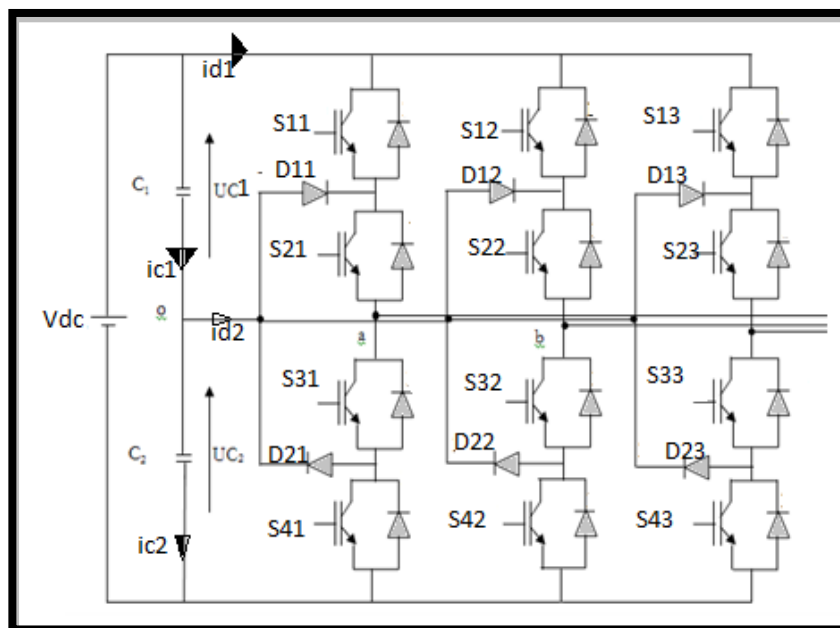 id1
S11
S12
S13
D11
D12
D13
C1
UC1
S21
S22
S23
ic1
Vdc
o
id2
a
b
S31
S32
S33
C2
UC2
D21
D22
D23
S41
S42
S43
ic2